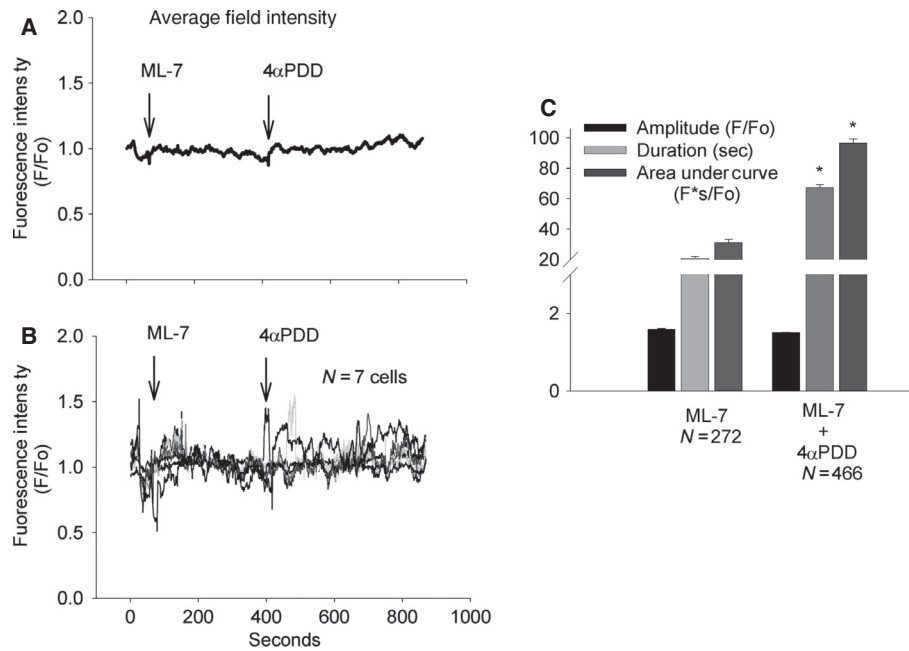 A
Average field intensity
Fuorescence intens ty
(F/Fo)
2.0
1.5
1.0
0.5
0.0
ML-7
4αPDD
B
Fuorescence intens ty
(F/Fo)
2.0
1.5
1.0
0.5
0.0
ML-7
4αPDD
N = 7 cells
0 200 400 600 800 1000
Seconds
C
Amplitude (F/Fo)
Duration (sec)
Area under curve
(F*s/Fo)
100
80
60
40
20
2
0
*
*
ML-7
N = 272
ML-7
+
4αPDD
N = 466